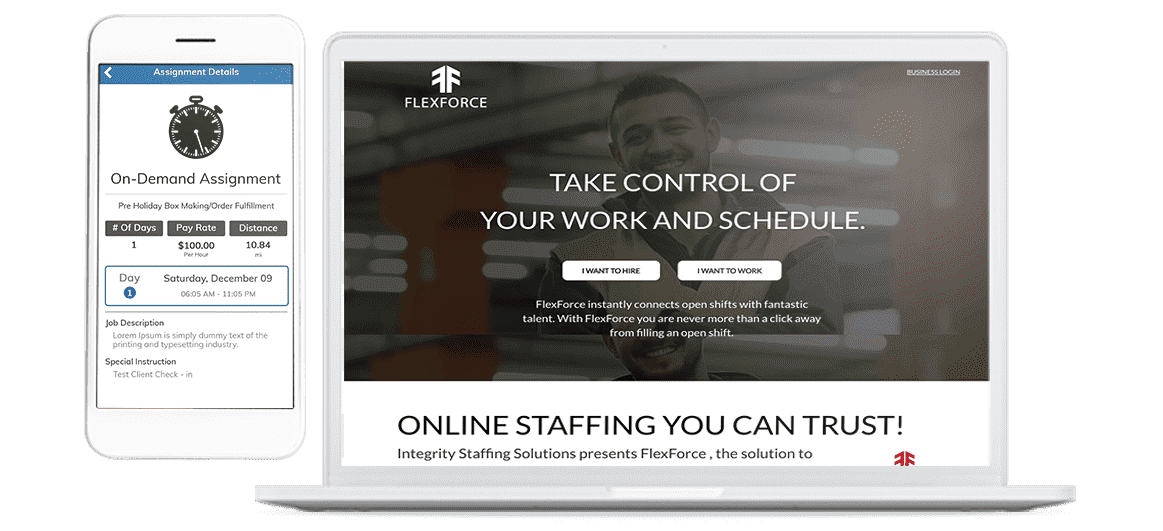 Assignment Details
On-Demand Assignment
Pre Holiday Box Making/Order Fulfillment
# Of Days Pay Rate Distance
1 $100.00 10.84
Per Hour mi
Day Saturday, December 09
1 06:05 AM - 11:05 PM
Job Description
Lorem Ipsum is simply dummy text of the
printing and typesetting industry.
Special Instruction
Test Client Check - in
FLEXFORCE
BUSINESS LOGIN
TAKE CONTROL OF
YOUR WORK AND SCHEDULE.
I WANT TO HIRE I WANT TO WORK
FlexForce instantly connects open shifts with fantastic
talent. With FlexForce you are never more than a click away
from filling an open shift.
ONLINE STAFFING YOU CAN TRUST!
Integrity Staffing Solutions presents FlexForce , the solution to